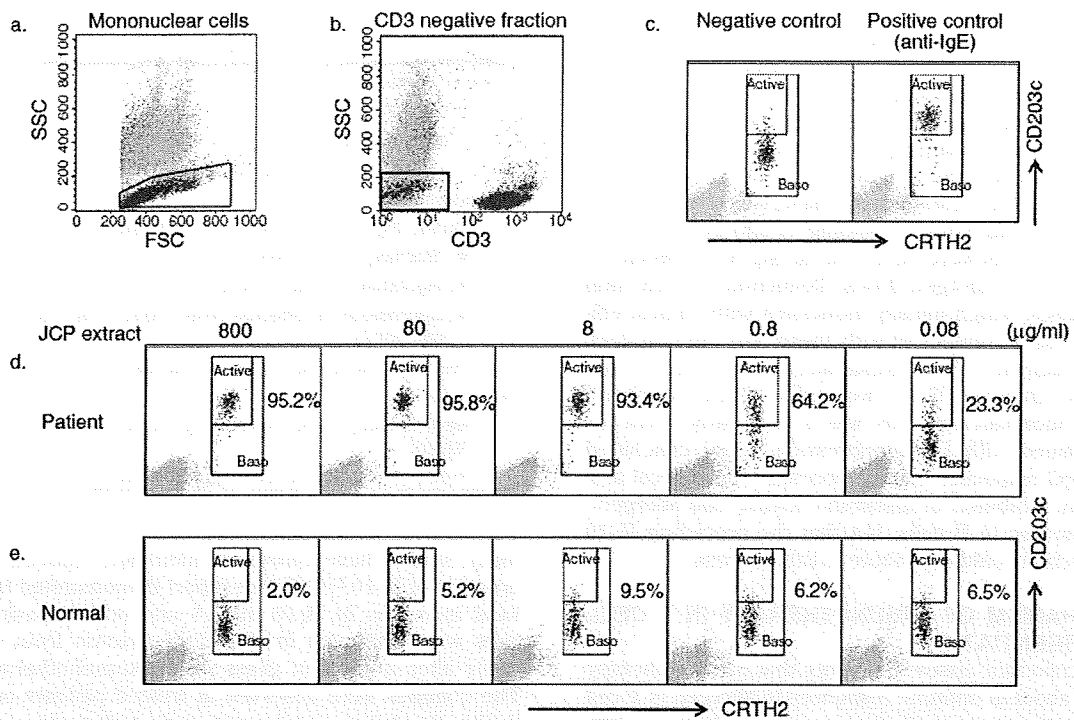 a. Mononuclear cells
SSC
0 200 400 600 800 1000
200 400 600 800 1000
FSC
b. CD3 negative fraction
SSC
0 200 400 600 800 1000
10⁰ 10¹ 10² 10³ 10⁴
CD3
c. Negative control
Positive control
(anti-IgE)
Active
Baso
Active
Baso
CD203c
CRTH2
JCP extract 800 80 8 0.8 0.08 (μg/ml)
d.
Patient
Active Active Active Active Active
95.2% 95.8% 93.4% 64.2% 23.3%
Baso Baso Baso Baso Baso
e.
Normal
Active Active Active Active Active
2.0% 5.2% 9.5% 6.2% 6.5%
Baso Baso Baso Baso Baso
CD203c
CRTH2